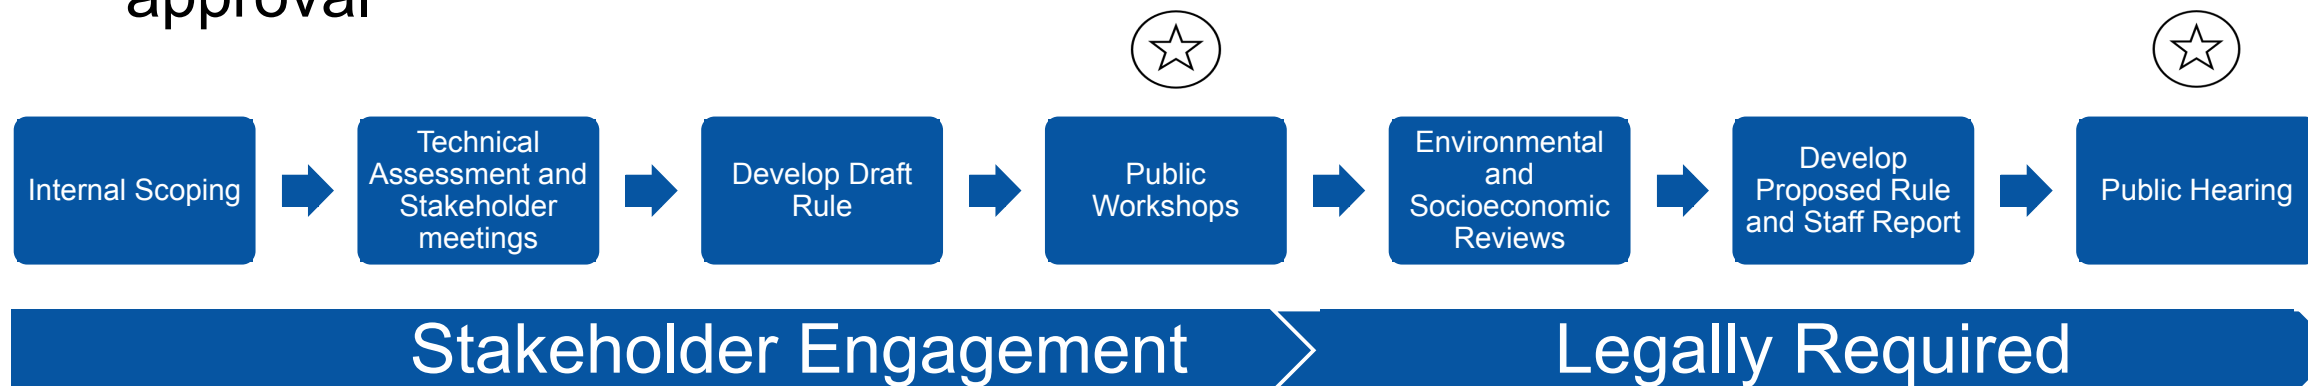 approval
Internal Scoping
Technical
Assessment and
Stakeholder
meetings
Develop Draft
Rule
Public
Workshops
Environmental
and
Socioeconomic
Reviews
Develop
Proposed Rule
and Staff Report
Public Hearing
Stakeholder Engagement
Legally Required